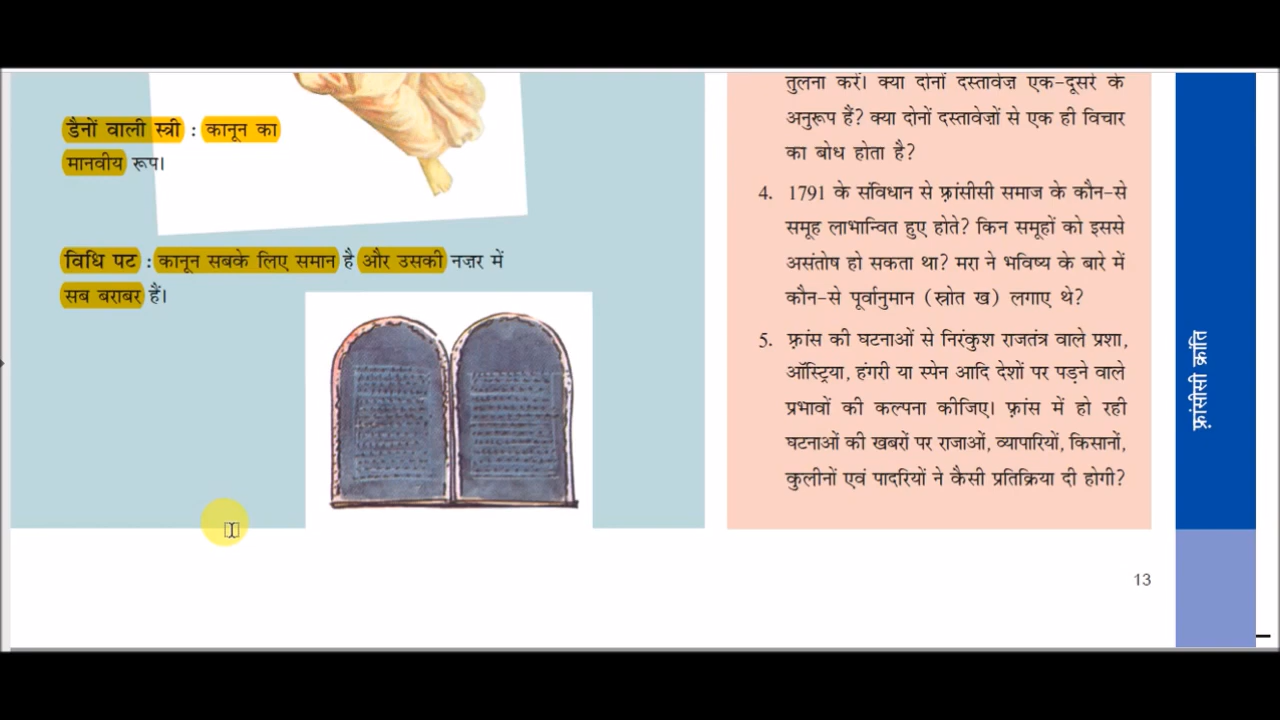 डैनों वाली स्त्री : कानून का
मानवीय रूप।
विधि पट : कानून सबके लिए समान है और उसकी नज़र में
सब बराबर हैं।
तुलना करें। क्या दोनों दस्तावेज़ एक-दूसरे के
अनुरूप हैं? क्या दोनों दस्तावेज़ों से एक ही विचार
का बोध होता है?
4. 1791 के संविधान से फ़्रांसीसी समाज के कौन-से
समूह लाभान्वित हुए होते? किन समूहों को इससे
असंतोष हो सकता था? मरा ने भविष्य के बारे में
कौन-से पूर्वानुमान (स्रोत ख) लगाए थे?
5. फ़्रांस की घटनाओं से निरंकुश राजतंत्र वाले प्रशा,
ऑस्ट्रिया, हंगरी या स्पेन आदि देशों पर पड़ने वाले
प्रभावों की कल्पना कीजिए। फ़्रांस में हो रही
घटनाओं की खबरों पर राजाओं, व्यापारियों, किसानों,
कुलीनों एवं पादरियों ने कैसी प्रतिक्रिया दी होगी?
फ़्रांसीसी क्रांति
13